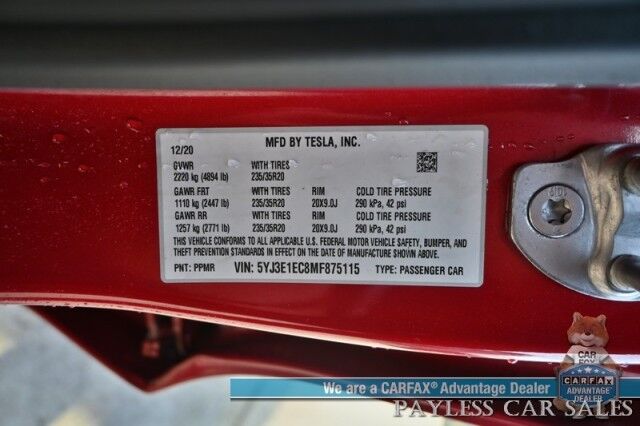 12/20 MFD BY TESLA, INC.
GVWR WITH TIRES
2220 kg (4894 lb) 235/35R20
GAWR FRT WITH TIRES RIM COLD TIRE PRESSURE
1110 kg (2447 lb) 235/35R20 20X9.0J 290 kPa, 42 psi
GAWR RR WITH TIRES RIM COLD TIRE PRESSURE
1257 kg (2771 lb) 235/35R20 20X9.0J 290 kPa, 42 psi
THIS VEHICLE CONFORMS TO ALL APPLICABLE U.S. FEDERAL MOTOR VEHICLE SAFETY, BUMPER, AND
THEFT PREVENTION STANDARDS IN EFFECT ON THE DATE OF MANUFACTURE SHOWN ABOVE.
PNT: PPMR VIN: 5YJ3E1EC8MF875115 TYPE: PASSENGER CAR
We are a CARFAX® Advantage Dealer
CAR
FAX
CARFAX
ADVANTAGE
DEALER
PAYLESS CAR SALES